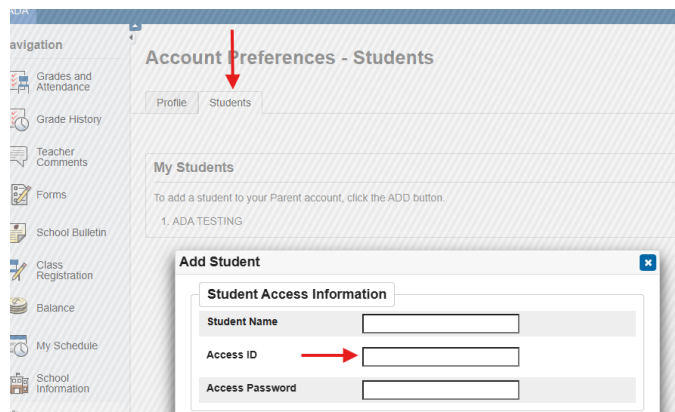 ADA
avigation
Grades and
Attendance
Grade History
Teacher
Comments
Forms
School Bulletin
Class
Registration
Balance
My Schedule
School
Information
Account Preferences - Students
Profile
Students
My Students
To add a student to your Parent account, click the ADD button.
1. ADA TESTING
Add Student
Student Access Information
Student Name
Access ID
Access Password